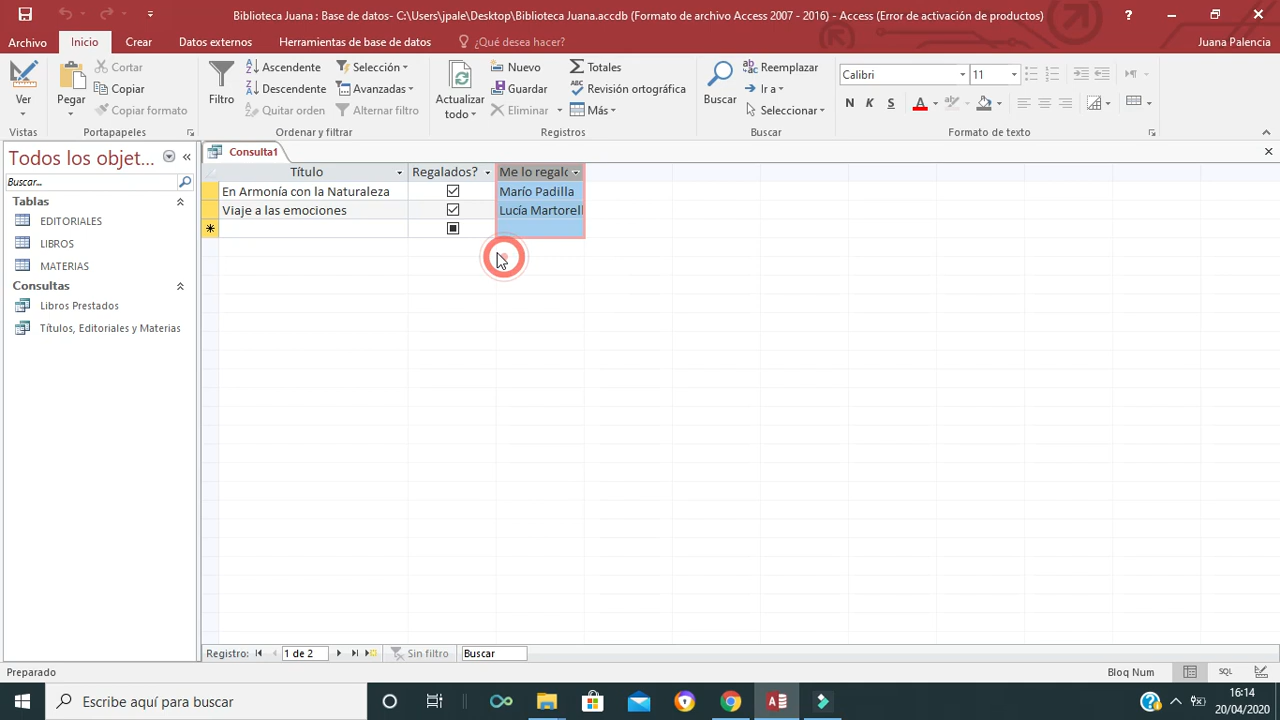 Biblioteca Juana : Base de datos- C:\Users\jpale\Desktop\Biblioteca Juana.accdb (Formato de archivo Access 2007 - 2016) - Access (Error de activación de productos)
Archivo Inicio Crear Datos externos Herramientas de base de datos ¿Qué desea hacer? Juana Palencia
Ver
Vistas
Pegar
Cortar
Copiar
Copiar formato
Portapapeles
Filtro
Ascendente
Descendente
Quitar orden
Selección
Avanzadas
Alternar filtro
Ordenar y filtrar
Actualizar
todo
Nuevo
Guardar
Eliminar
Totales
Revisión ortográfica
Más
Registros
Buscar
Reemplazar
Ir a
Seleccionar
Buscar
Calibri 11
N K S A
Formato de texto
Todos los objet...
Buscar...
Tablas
EDITORIALES
LIBROS
MATERIAS
Consultas
Libros Prestados
Títulos, Editoriales y Materias
Consulta1
Título Regalados? Me lo regalo
En Armonía con la Naturaleza Marío Padilla
Viaje a las emociones Lucía Martorell
Registro: 1 de 2 Sin filtro Buscar
Preparado Bloq Num SQL
Escribe aquí para buscar
16:14
20/04/2020